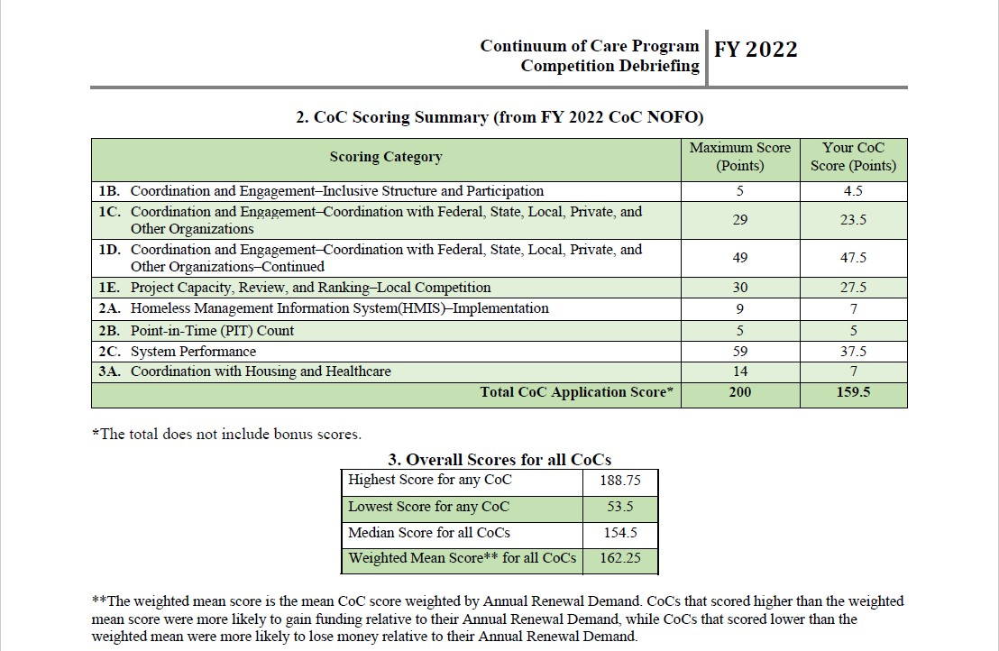 Continuum of Care Program
Competition Debriefing
FY 2022
2. CoC Scoring Summary (from FY 2022 CoC NOFO)
Scoring Category
Maximum Score
(Points)
Your CoC
Score (Points)
1B. Coordination and Engagement–Inclusive Structure and Participation 5 4.5
1C. Coordination and Engagement–Coordination with Federal, State, Local, Private, and
Other Organizations
29 23.5
1D. Coordination and Engagement–Coordination with Federal, State, Local, Private, and
Other Organizations–Continued
49 47.5
1E. Project Capacity, Review, and Ranking–Local Competition 30 27.5
2A. Homeless Management Information System(HMIS)–Implementation 9 7
2B. Point-in-Time (PIT) Count 5 5
2C. System Performance 59 37.5
3A. Coordination with Housing and Healthcare 14 7
Total CoC Application Score* 200 159.5
*The total does not include bonus scores.
3. Overall Scores for all CoCs
Highest Score for any CoC 188.75
Lowest Score for any CoC 53.5
Median Score for all CoCs 154.5
Weighted Mean Score** for all CoCs 162.25
**The weighted mean score is the mean CoC score weighted by Annual Renewal Demand. CoCs that scored higher than the weighted
mean score were more likely to gain funding relative to their Annual Renewal Demand, while CoCs that scored lower than the
weighted mean were more likely to lose money relative to their Annual Renewal Demand.